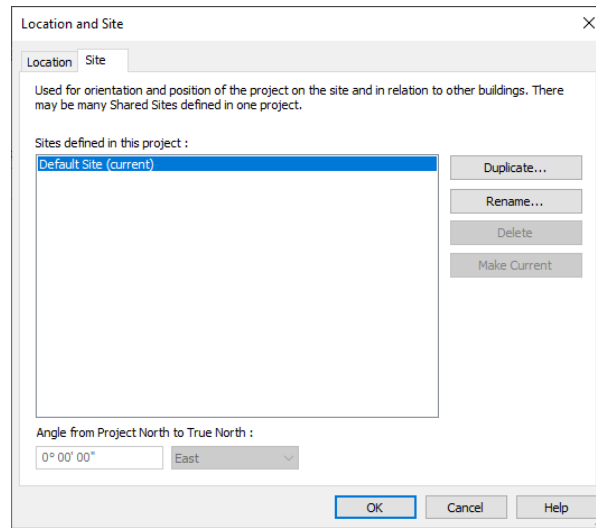 Location and Site
Location
Site
Used for orientation and position of the project on the site and in relation to other buildings. There
may be many Shared Sites defined in one project.
Sites defined in this project :
Default Site (current)
Duplicate...
Rename...
Delete
Make Current
Angle from Project North to True North :
0° 00' 00"
East
OK
Cancel
Help